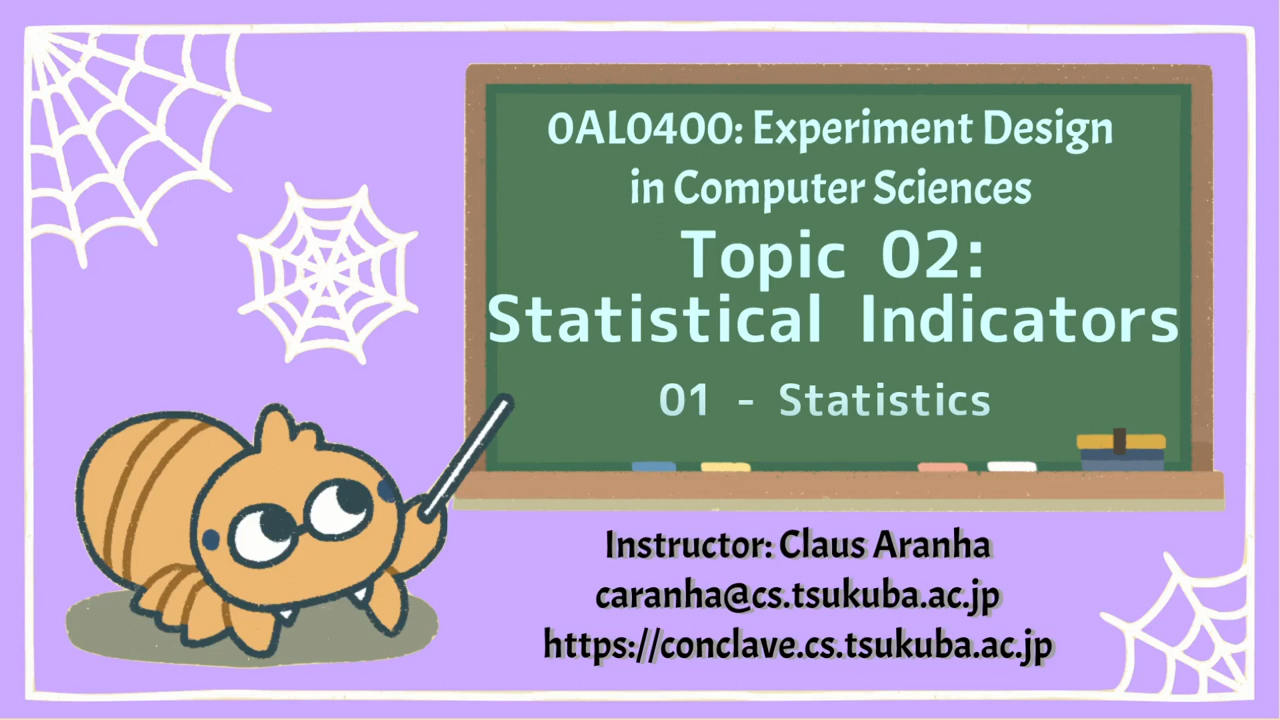 0AL0400: Experiment Design
in Computer Sciences
Topic 02:
Statistical Indicators
01 - Statistics
Instructor: Claus Aranha
caranha@cs.tsukuba.ac.jp
https://conclave.cs.tsukuba.ac.jp